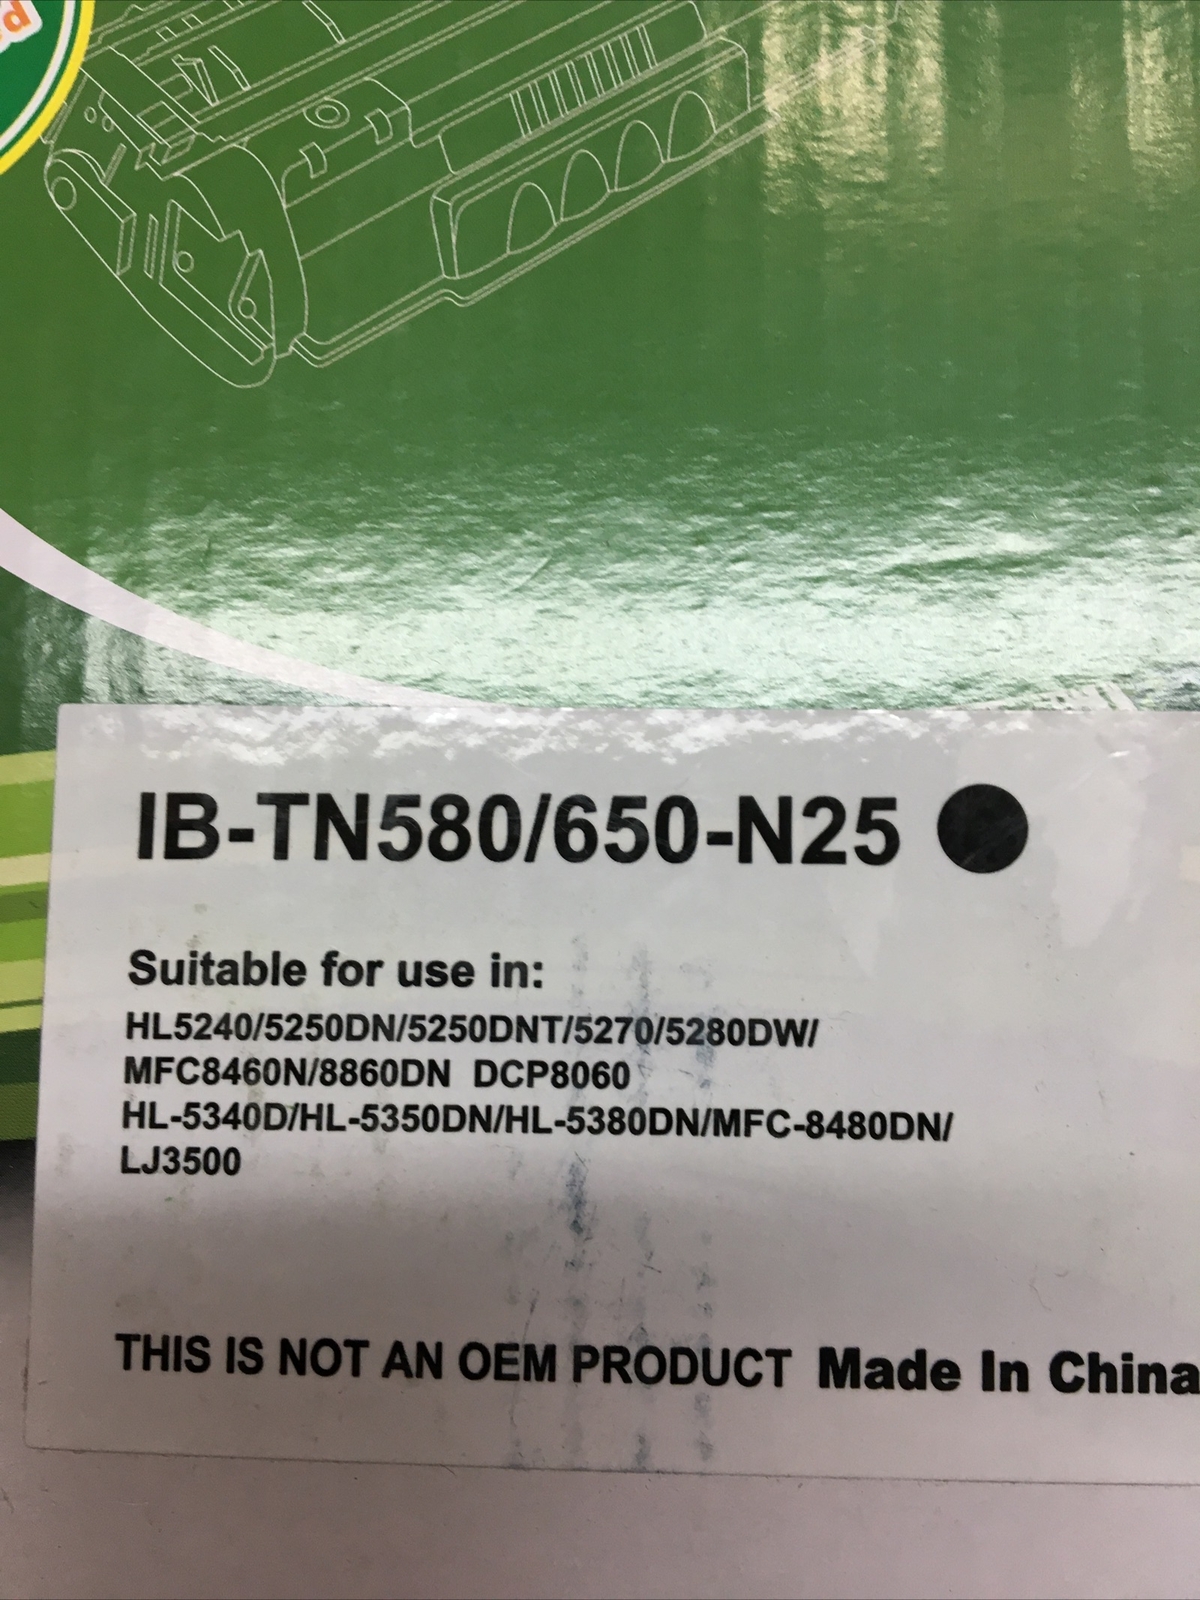 IB-TN580/650-N25
Suitable for use in:
HL5240/5250DN/5250DNT/5270/5280DW/
MFC8460N/8860DN DCP8060
HL-5340D/HL-5350DN/HL-5380DN/MFC-8480DN/
LJ3500
THIS IS NOT AN OEM PRODUCT Made In China